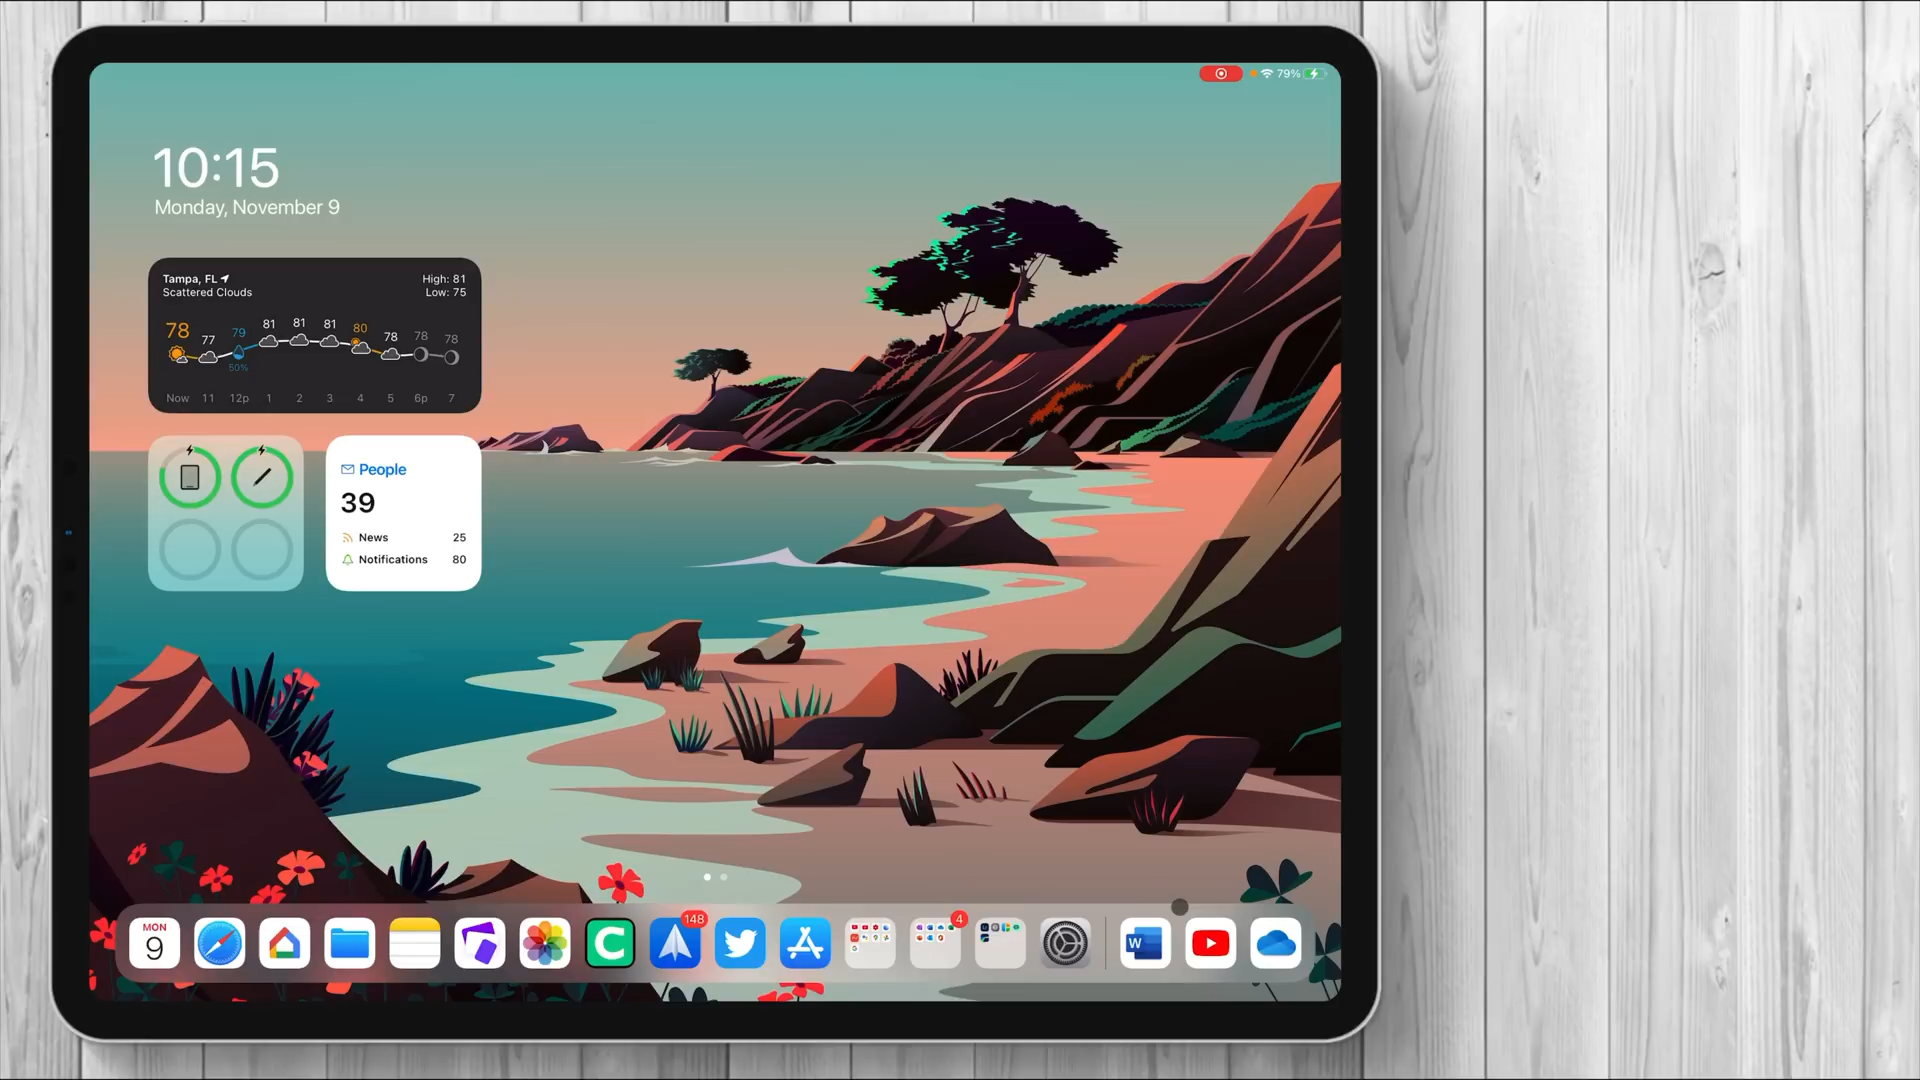 79%
10:15
Monday, November 9
Tampa, FL
High: 81
Scattered Clouds
Low: 75
78 77 79 81 81 81 80 78 78 78
50%
Now 11 12p 1 2 3 4 5 6p 7
People
39
News 25
Notifications 80
MON
9
C
148
4
W